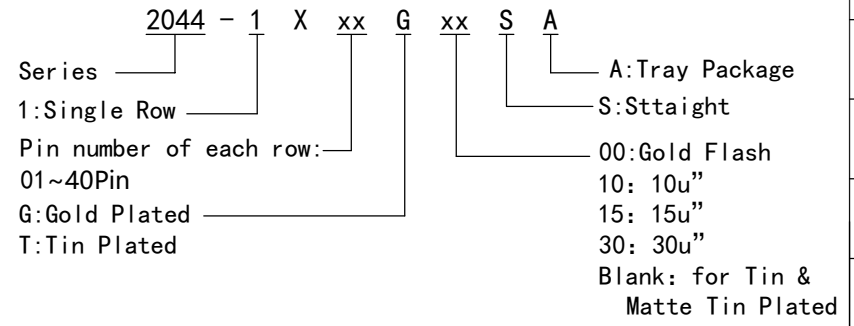 2044 - 1 X xx G xx S A
Series
A:Tray Package
1:Single Row
S:Sttaight
Pin number of each row:
00:Gold Flash
01~40Pin
10: 10u”
G:Gold Plated
15: 15u”
T:Tin Plated
30: 30u”
Blank: for Tin &
Matte Tin Plated